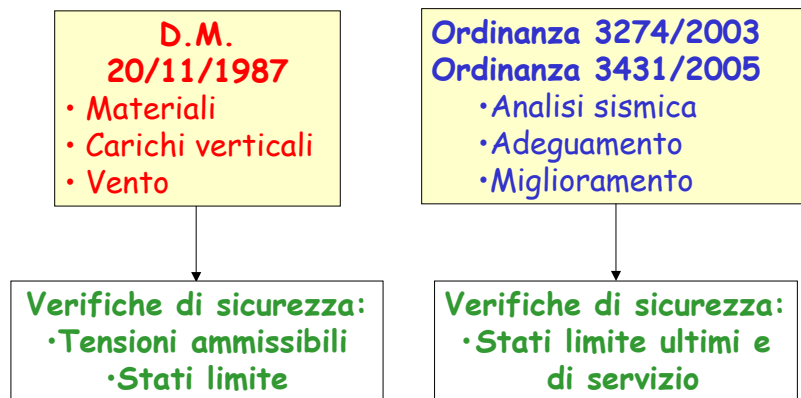 D.M.
20/11/1987
• Materiali
• Carichi verticali
• Vento
Ordinanza 3274/2003
Ordinanza 3431/2005
•Analisi sismica
•Adeguamento
•Miglioramento
Verifiche di sicurezza:
•Tensioni ammissibili
•Stati limite
Verifiche di sicurezza:
•Stati limite ultimi e
di servizio